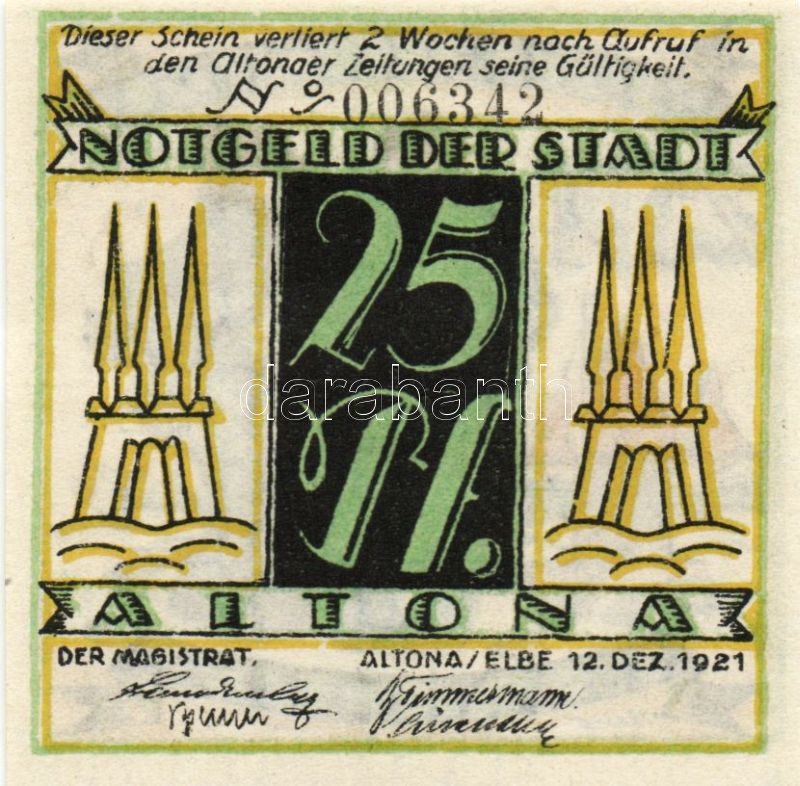 Dieser Schein verliert 2 Wochen nach Aufruf in
den Altonaer Zeitungen seine Gültigkeit.
No 006342
NOTGELD DER STADT
25
Pf.
darabanth
ALTONA
DER MAGISTRAT. ALTONA/ELBE 12. DEZ. 1921
Zimmermann.